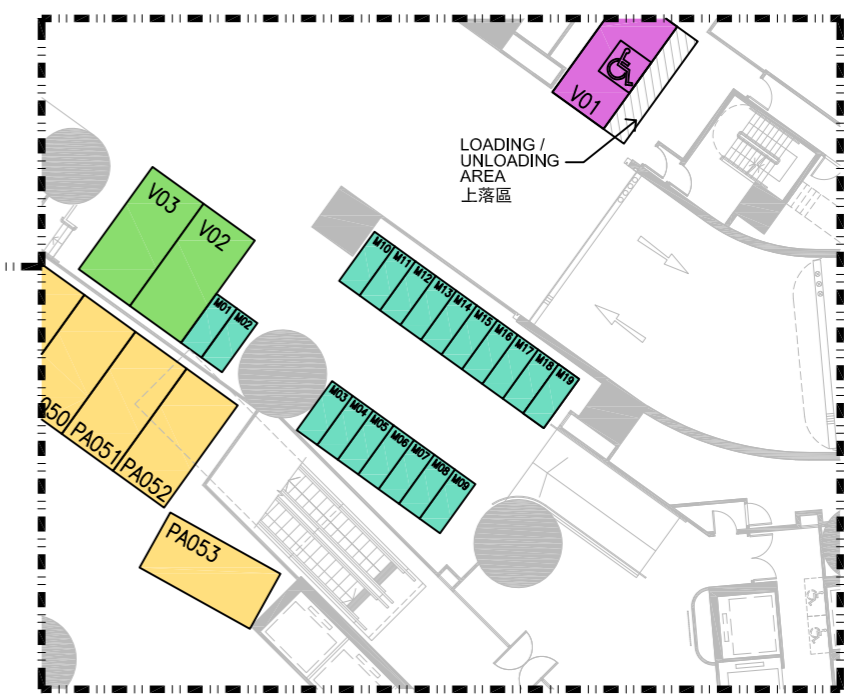 V01
LOADING /
UNLOADING
AREA
上落區
V03
V02
M10
M11
M12
M13
M14
M15
M16
M17
M18
M19
M01
M02
M03
M04
M05
M06
M07
M08
M09
050
PA051
PA052
PA053